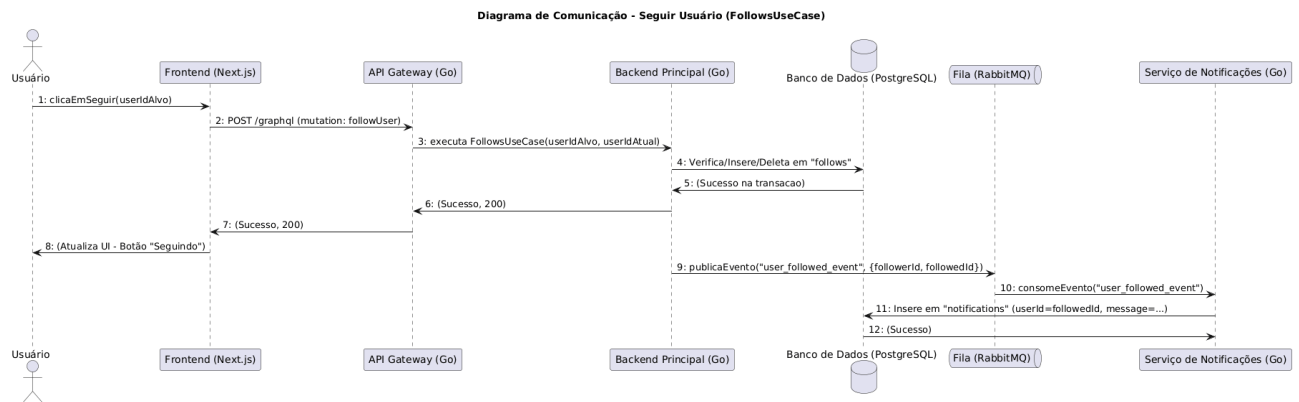 Diagrama de Comunicação - Seguir Usuário (FollowsUseCase)
Usuário
Frontend (Next.js)
API Gateway (Go)
Backend Principal (Go)
Banco de Dados (PostgreSQL)
Fila (RabbitMQ)
Serviço de Notificações (Go)
1: clicaEmSeguir(userIdAlvo)
2: POST /graphql (mutation: followUser)
3: executa FollowsUseCase(userIdAlvo, userIdAtual)
4: Verifica/Insere/Deleta em "follows"
5: (Sucesso na transacao)
6: (Sucesso, 200)
7: (Sucesso, 200)
8: (Atualiza UI - Botão "Seguindo")
9: publicaEvento("user_followed_event", {followerId, followedId})
10: consomeEvento("user_followed_event")
11: Insere em "notifications" (userId=followedId, message=...)
12: (Sucesso)
Usuário
Frontend (Next.js)
API Gateway (Go)
Backend Principal (Go)
Banco de Dados (PostgreSQL)
Fila (RabbitMQ)
Serviço de Notificações (Go)